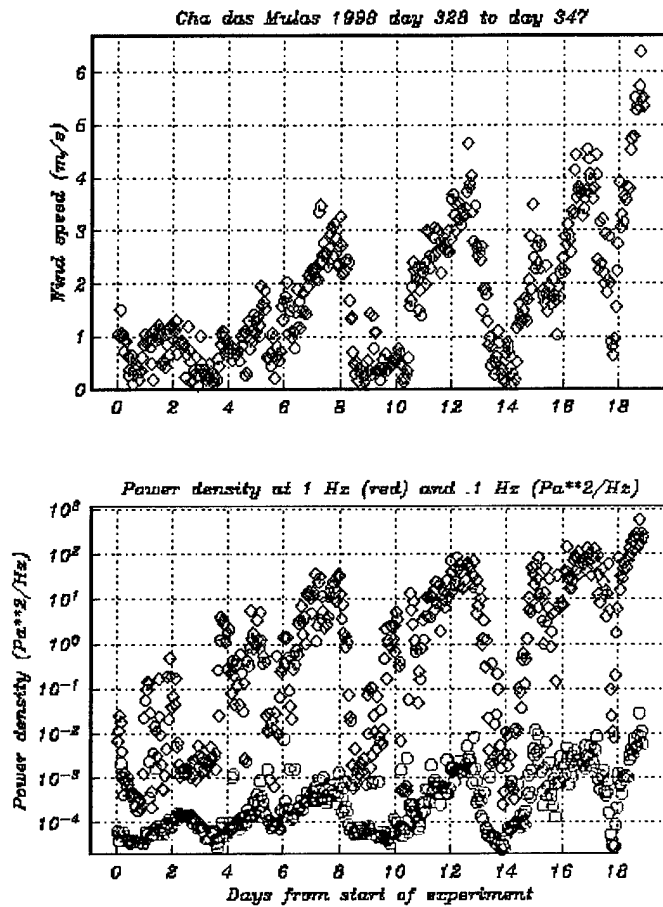 Cha das Mulas 1998 day 328 to day 347
Wind speed (m/s)
6
5
4
3
2
1
0
0 2 4 6 8 10 12 14 16 18
Power density at 1 Hz (red) and .1 Hz (Pa**2/Hz)
Power density (Pa**2/Hz)
10^3
10^2
10^1
10^0
10^-1
10^-2
10^-3
10^-4
0 2 4 6 8 10 12 14 16 18
Days from start of experiment